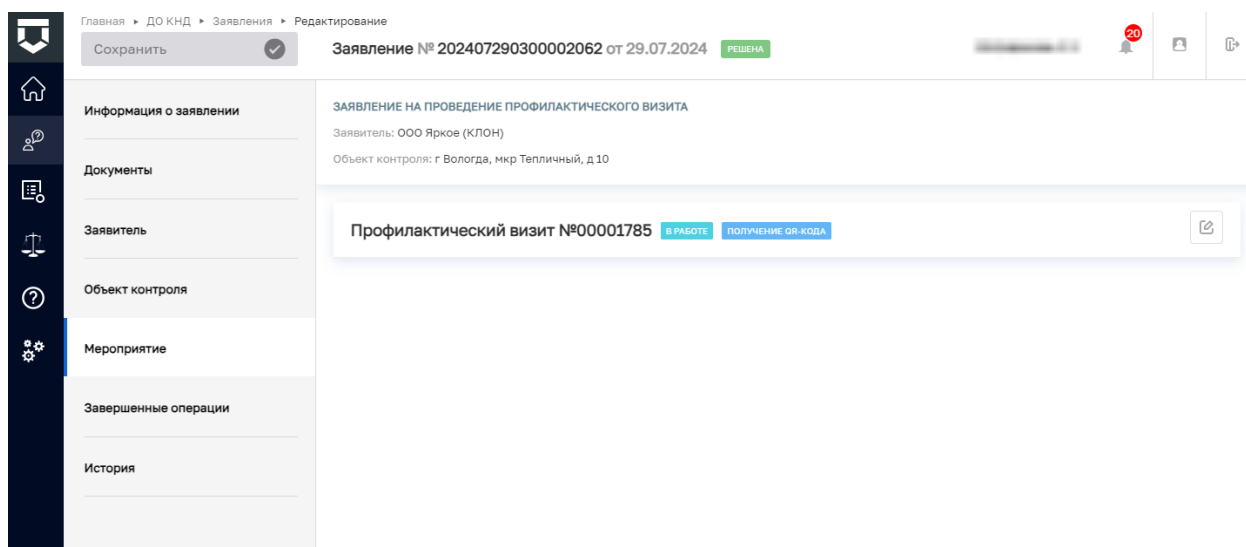 Главная ▸ ДО КНД ▸ Заявления ▸ Редактирование
Сохранить
Заявление № 202407290300002062 от 29.07.2024 РЕШЕНА
20
Информация о заявлении
Документы
Заявитель
Объект контроля
Мероприятие
Завершенные операции
История
ЗАЯВЛЕНИЕ НА ПРОВЕДЕНИЕ ПРОФИЛАКТИЧЕСКОГО ВИЗИТА
Заявитель: ООО Яркое (КЛОН)
Объект контроля: г Вологда, мкр Тепличный, д 10
Профилактический визит №00001785 В РАБОТЕ ПОЛУЧЕНИЕ QR-КОДА